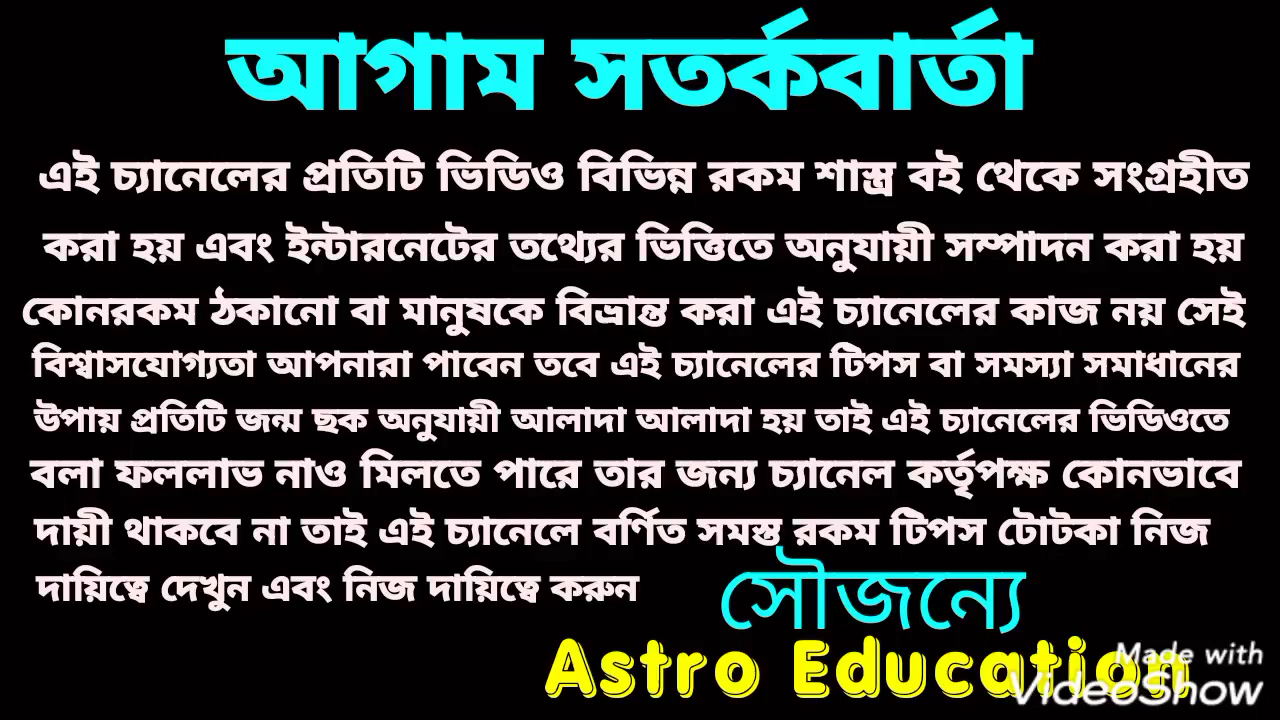 আগাম সতর্কবার্তা
এই চ্যানেলের প্রতিটি ভিডিও বিভিন্ন রকম শাস্ত্র বই থেকে সংগ্রহীত
করা হয় এবং ইন্টারনেটের তথ্যের ভিত্তিতে অনুযায়ী সম্পাদন করা হয়
কোনরকম ঠকানো বা মানুষকে বিভ্রান্ত করা এই চ্যানেলের কাজ নয় সেই
বিশ্বাসযোগ্যতা আপনারা পাবেন তবে এই চ্যানেলের টিপস বা সমস্যা সমাধানের
উপায় প্রতিটি জন্ম ছক অনুযায়ী আলাদা আলাদা হয় তাই এই চ্যানেলের ভিডিওতে
বলা ফললাভ নাও মিলতে পারে তার জন্য চ্যানেল কর্তৃপক্ষ কোনভাবে
দায়ী থাকবে না তাই এই চ্যানেলে বর্ণিত সমস্ত রকম টিপস টোটকা নিজ
দায়িত্বে দেখুন এবং নিজ দায়িত্বে করুন
সৌজন্যে
Astro Education
Made with
VideoShow